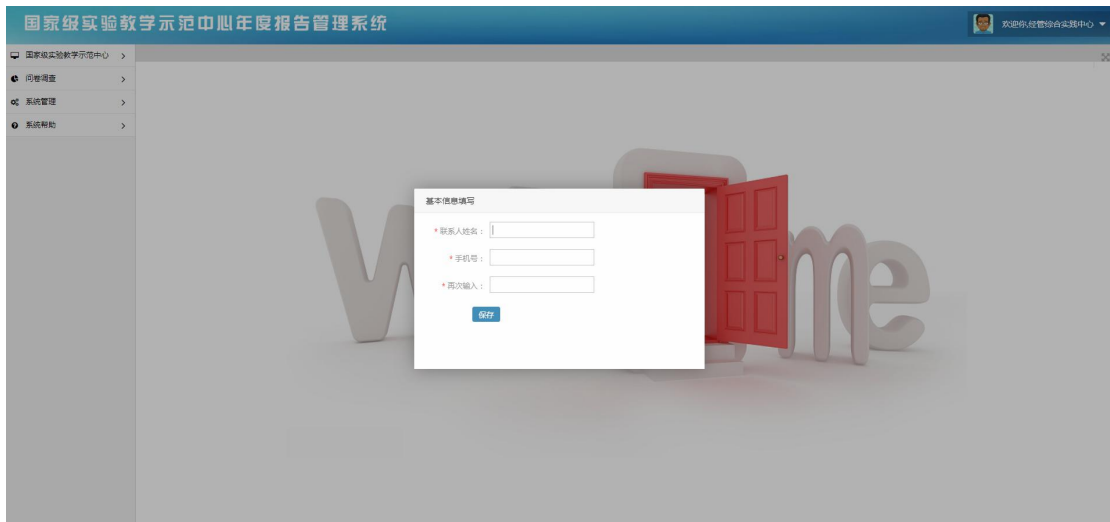 国家级实验教学示范中心年度报告管理系统
欢迎你,经管综合实践中心
国家级实验教学示范中心
问卷调查
系统管理
系统帮助
基本信息填写
* 联系人姓名：
* 手机号：
* 再次输入：
保存
W me